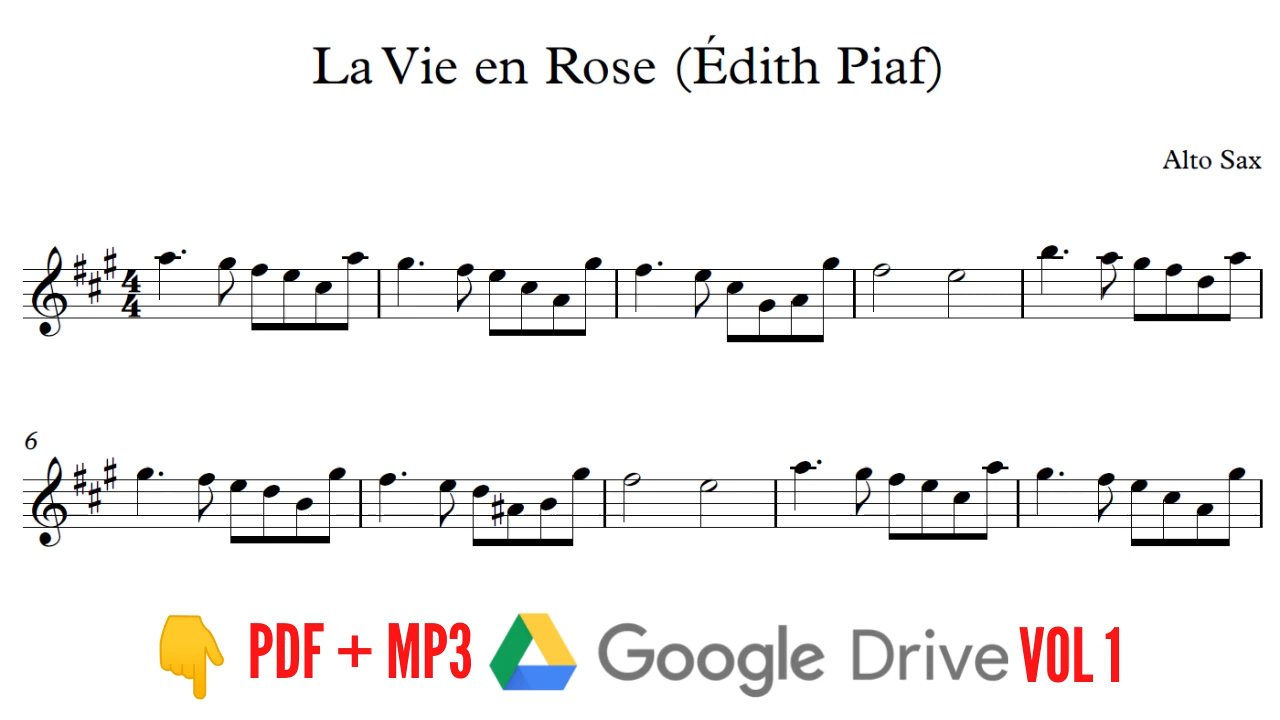 La Vie en Rose (Édith Piaf)
Alto Sax
4
4
6
PDF + MP3 Google Drive VOL 1